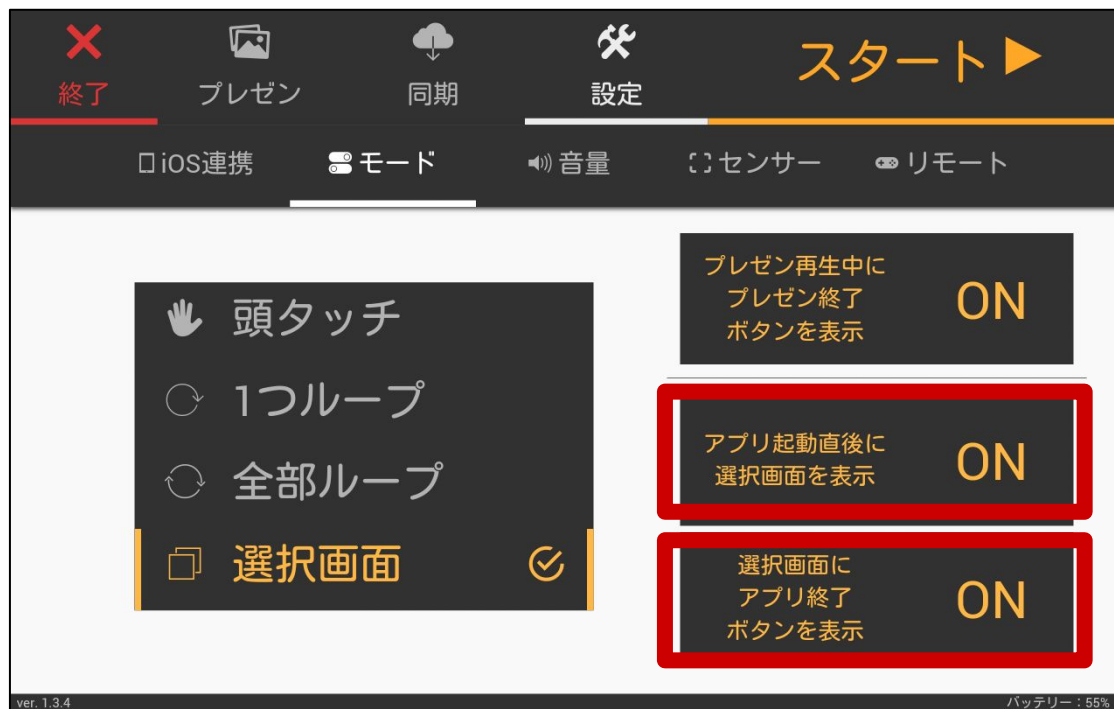 終了
プレゼン
同期
設定
スタート
iOS連携
モード
音量
センサー
リモート
頭タッチ
1つループ
全部ループ
選択画面
プレゼン再生中に
プレゼン終了
ボタンを表示
ON
アプリ起動直後に
選択画面を表示
ON
選択画面に
アプリ終了
ボタンを表示
ON
ver. 1.3.4
バッテリー：55%